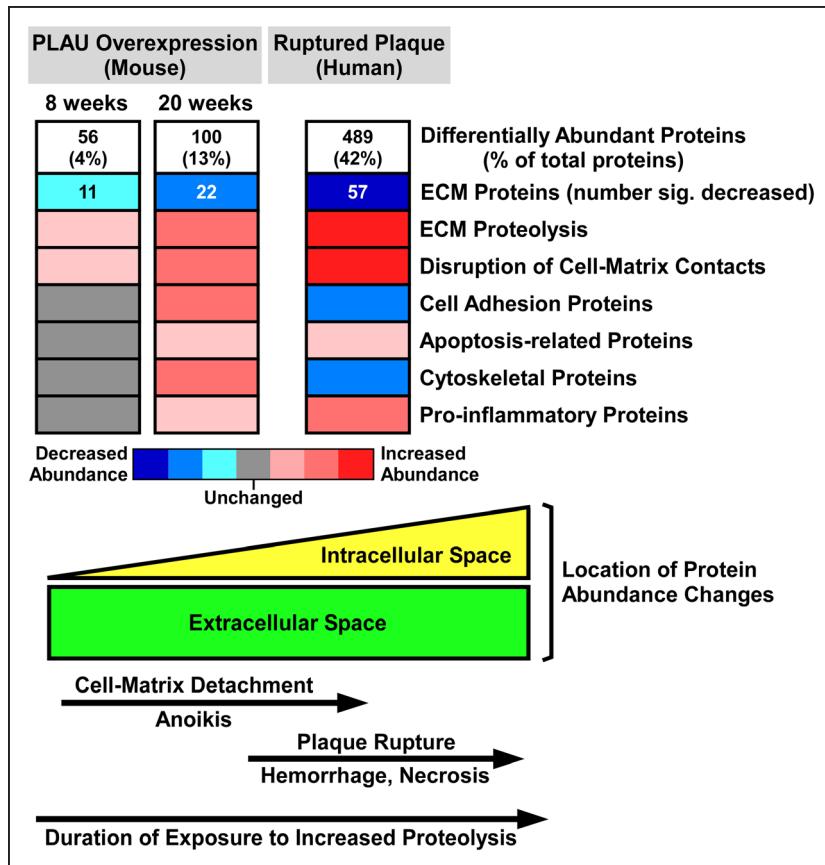 PLAU Overexpression
(Mouse)
Ruptured Plaque
(Human)
8 weeks
20 weeks
56
(4%)
100
(13%)
489
(42%)
Differentially Abundant Proteins
(% of total proteins)
11
22
57
ECM Proteins (number sig. decreased)
ECM Proteolysis
Disruption of Cell-Matrix Contacts
Cell Adhesion Proteins
Apoptosis-related Proteins
Cytoskeletal Proteins
Pro-inflammatory Proteins
Decreased
Abundance
Increased
Abundance
Unchanged
Intracellular Space
Extracellular Space
Location of Protein
Abundance Changes
Cell-Matrix Detachment
Anoikis
Plaque Rupture
Hemorrhage, Necrosis
Duration of Exposure to Increased Proteolysis